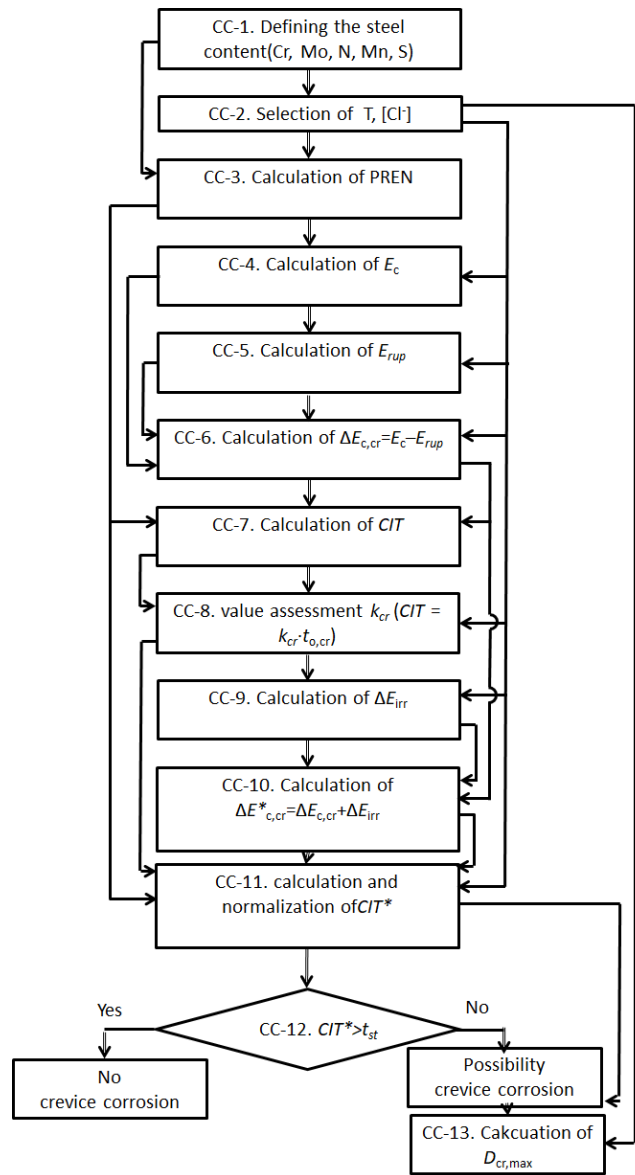 CC-1. Defining the steel
content(Cr, Mo, N, Mn, S)
CC-2. Selection of T, [Cl⁻]
CC-3. Calculation of PREN
CC-4. Calculation of Ec
CC-5. Calculation of Erup
CC-6. Calculation of ΔEc,cr=Ec–Erup
CC-7. Calculation of CIT
CC-8. value assessment kcr (CIT =
kcr·to,cr)
CC-9. Calculation of ΔEirr
CC-10. Calculation of
ΔE*c,cr=ΔEc,cr+ΔEirr
CC-11. calculation and
normalization ofCIT*
Yes
CC-12. CIT*>tst
No
No
crevice corrosion
Possibility
crevice corrosion
CC-13. Cakcuation of
Dcr,max